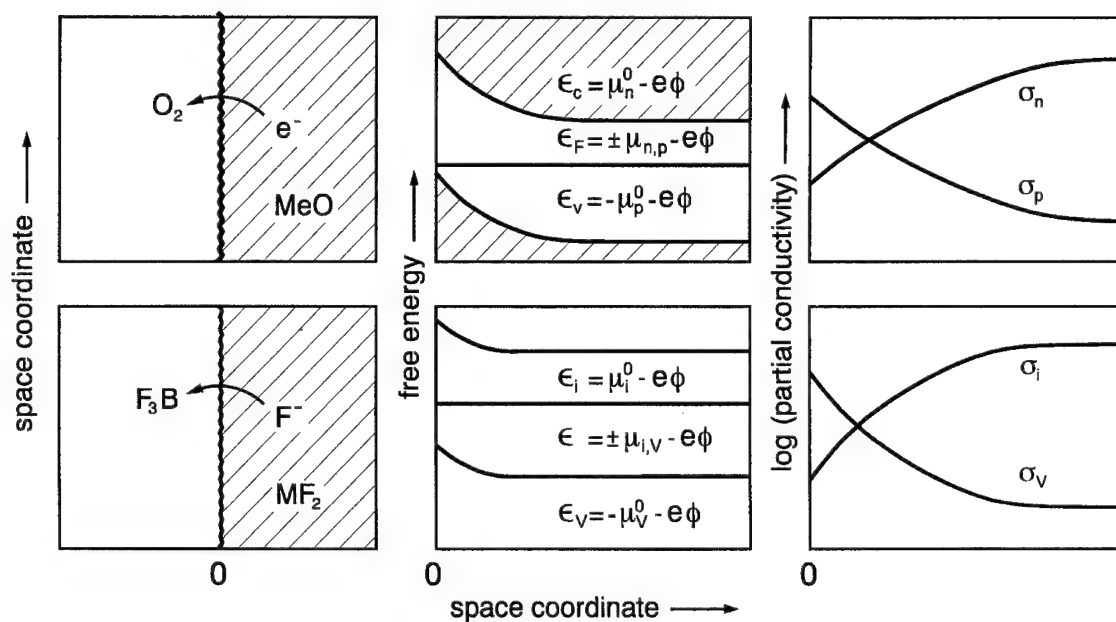 space coordinate ⟶
O₂
e⁻
MeO
F₃B
F⁻
MF₂
0
free energy ⟶
ϵ_c = μ_n^0 - eϕ
ϵ_F = ± μ_{n,p} - eϕ
ϵ_v = -μ_p^0 - eϕ
ϵ_i = μ_i^0 - eϕ
ϵ = ± μ_{i,V} - eϕ
ϵ_V = -μ_V^0 - eϕ
0
space coordinate ⟶
log (partial conductivity) ⟶
σ_n
σ_p
σ_i
σ_V
0